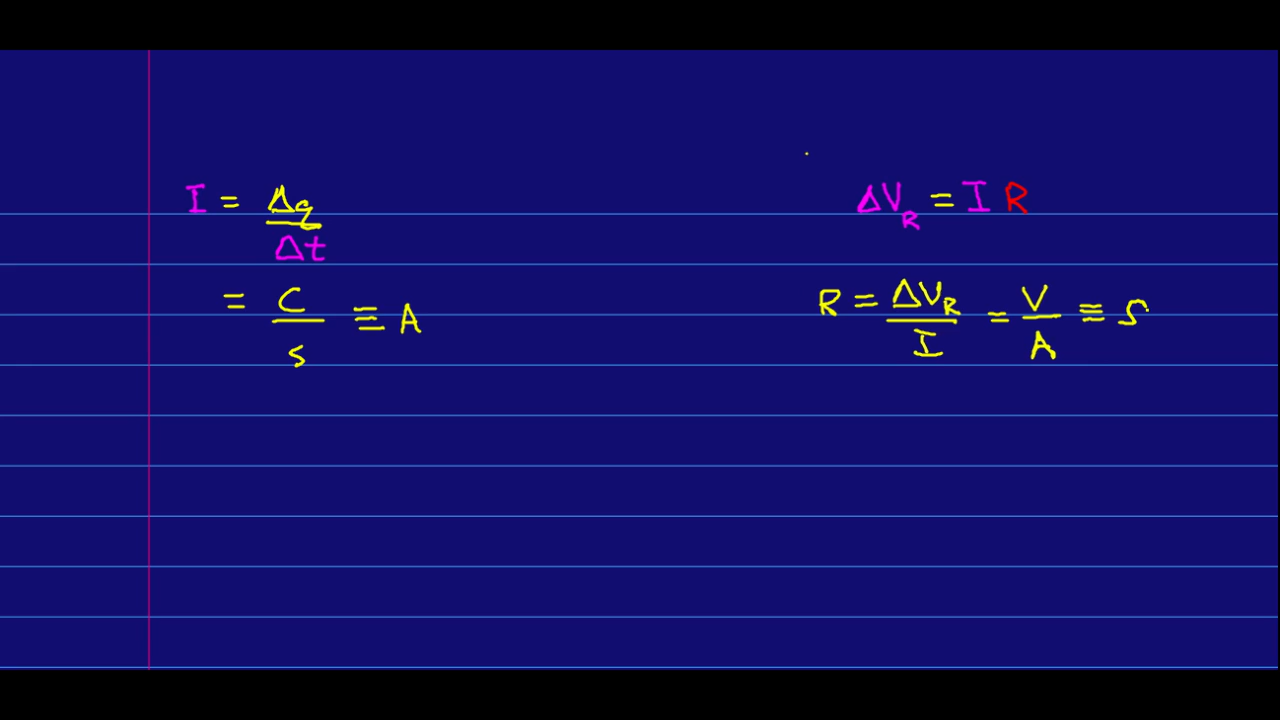 I = Δq/Δt
= C/s ≡ A
ΔV_R = I R
R = ΔV_R/I = V/A ≡